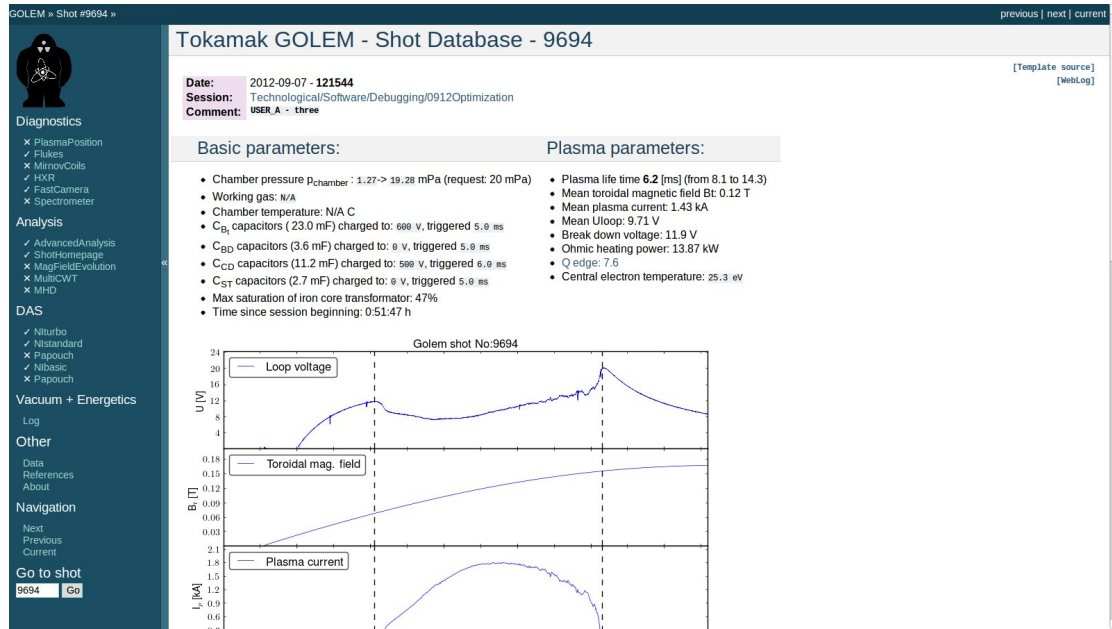 GOLEM » Shot #9694 »
previous | next | current
Tokamak GOLEM - Shot Database - 9694
[Template source]
[WebLog]
Date: 2012-09-07 - 121544
Session: Technological/Software/Debugging/0912Optimization
Comment: USER_A - three
Diagnostics
✕ PlasmaPosition
✓ Flukes
✕ MirnovCoils
✓ HXR
✓ FastCamera
✕ Spectrometer
Analysis
✓ AdvancedAnalysis
✓ ShotHomepage
✕ MagFieldEvolution
✕ MultiCWT
✕ MHD
«
DAS
✓ NIturbo
✓ NIstandard
✕ Papouch
✓ NIbasic
✕ Papouch
Vacuum + Energetics
Log
Other
Data
References
About
Navigation
Next
Previous
Current
Go to shot
9694 Go
Basic parameters:
• Chamber pressure pchamber : 1.27-> 19.28 mPa (request: 20 mPa)
• Working gas: N/A
• Chamber temperature: N/A C
• CBt capacitors ( 23.0 mF) charged to: 600 V, triggered 5.0 ms
• CBD capacitors (3.6 mF) charged to: 0 V, triggered 5.0 ms
• CCD capacitors (11.2 mF) charged to: 500 V, triggered 6.0 ms
• CST capacitors (2.7 mF) charged to: 0 V, triggered 5.0 ms
• Max saturation of iron core transformator: 47%
• Time since session beginning: 0:51:47 h
Plasma parameters:
• Plasma life time 6.2 [ms] (from 8.1 to 14.3)
• Mean toroidal magnetic field Bt: 0.12 T
• Mean plasma current: 1.43 kA
• Mean Uloop: 9.71 V
• Break down voltage: 11.9 V
• Ohmic heating power: 13.87 kW
• Q edge: 7.6
• Central electron temperature: 25.3 eV
Golem shot No:9694
Loop voltage
U [V]
24
20
16
12
8
4
Toroidal mag. field
Bt [T]
0.18
0.15
0.12
0.09
0.06
0.03
Plasma current
Ip [kA]
2.1
1.8
1.5
1.2
0.9
0.6